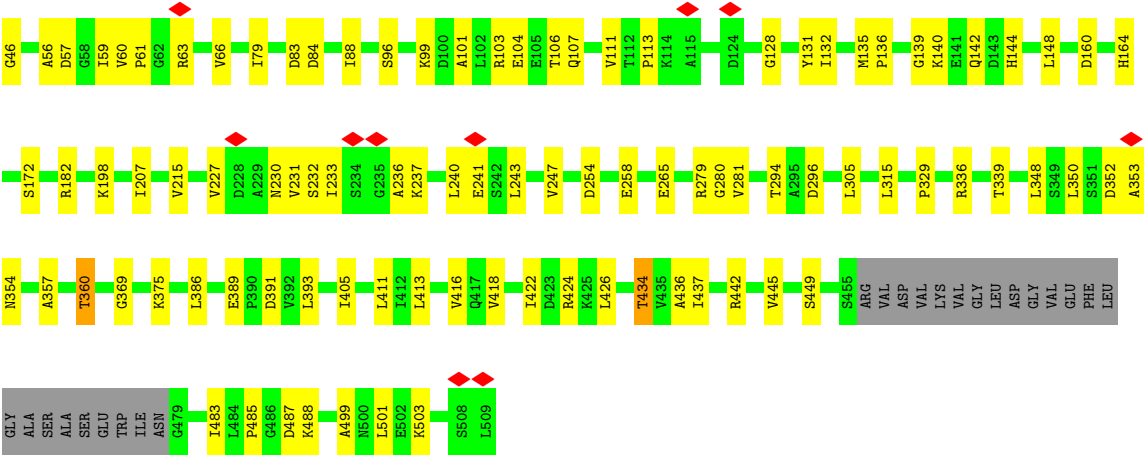 G46 A56 D57 G58 I59 V60 P61 G62 R63 V66 I79 D83 D84 I88 S96 K99 D100 A101 L102 R103 E104 E105 T106 Q107 V111 T112 P113 K114 A115 D124 G128 Y131 I132 M135 P136 G139 K140 E141 Q142 D143 H144 L148 D160 H164
S172 R182 K198 I207 V215 V227 D228 A229 N230 V231 S232 I233 S234 G235 A236 K237 L240 E241 S242 L243 V247 D254 E258 E265 R279 G280 V281 T294 A295 D296 L305 L315 P329 R336 T339 L348 S349 L350 S351 D352 A353
N354 A357 T360 G369 K375 L386 E389 P390 D391 V392 L393 I405 L411 I412 L413 V416 Q417 V418 I422 D423 R424 K425 L426 T434 V435 A436 I437 R442 V445 S449 S455 ARG VAL ASP VAL LYS VAL GLY LEU ASP GLY VAL GLU PHE LEU
GLY ALA SER ALA SER GLU TRP ILE ASN G479 I483 L484 P485 G486 D487 K488 A499 N500 L501 E502 K503 S508 L509